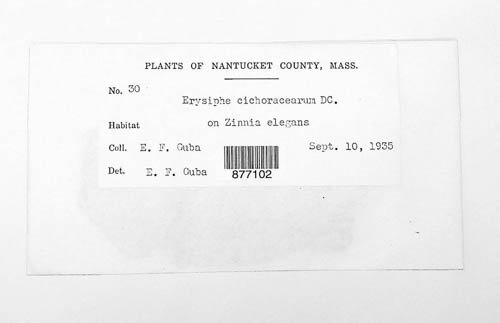 PLANTS OF NANTUCKET COUNTY, MASS.
No. 30
Erysiphe cichoracearum DC.
Habitat on Zinnia elegans
Coll. E. F. Guba Sept. 10, 1935
Det. E. F. Guba
877102